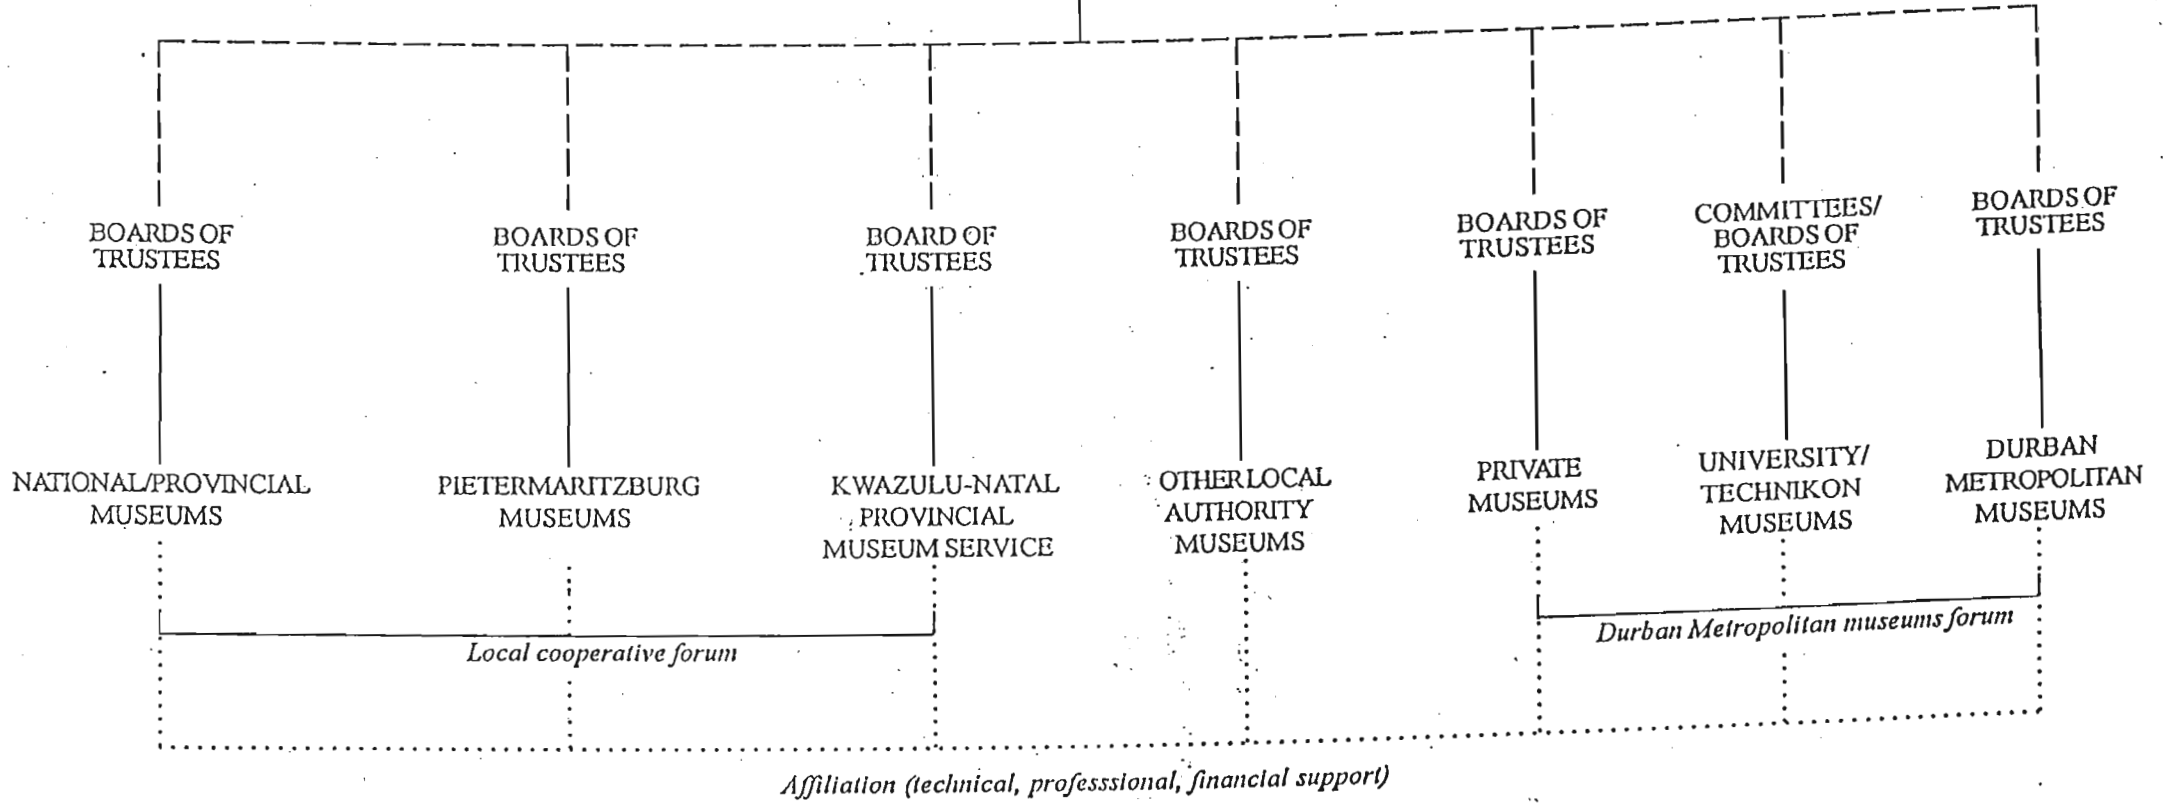 BOARDS OF
TRUSTEES
BOARDS OF
TRUSTEES
BOARD OF
TRUSTEES
BOARDS OF
TRUSTEES
BOARDS OF
TRUSTEES
COMMITTEES/
BOARDS OF
TRUSTEES
BOARDS OF
TRUSTEES
NATIONAL/PROVINCIAL
MUSEUMS
PIETERMARITZBURG
MUSEUMS
KWAZULU-NATAL
PROVINCIAL
MUSEUM SERVICE
OTHER LOCAL
AUTHORITY
MUSEUMS
PRIVATE
MUSEUMS
UNIVERSITY/
TECHNIKON
MUSEUMS
DURBAN
METROPOLITAN
MUSEUMS
Local cooperative forum
Durban Metropolitan museums forum
Affiliation (technical, professsional, financial support)